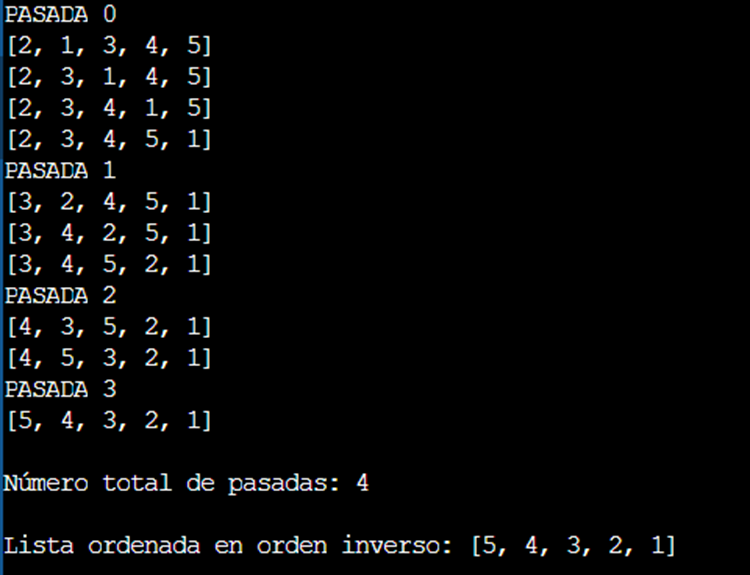 PASADA 0
[2, 1, 3, 4, 5]
[2, 3, 1, 4, 5]
[2, 3, 4, 1, 5]
[2, 3, 4, 5, 1]
PASADA 1
[3, 2, 4, 5, 1]
[3, 4, 2, 5, 1]
[3, 4, 5, 2, 1]
PASADA 2
[4, 3, 5, 2, 1]
[4, 5, 3, 2, 1]
PASADA 3
[5, 4, 3, 2, 1]
Número total de pasadas: 4
Lista ordenada en orden inverso: [5, 4, 3, 2, 1]